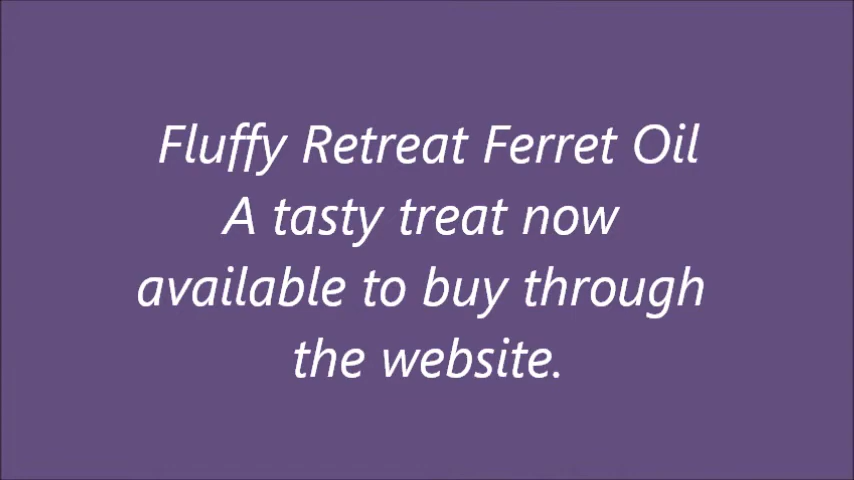 Fluffy Retreat Ferret Oil
A tasty treat now
available to buy through
the website.